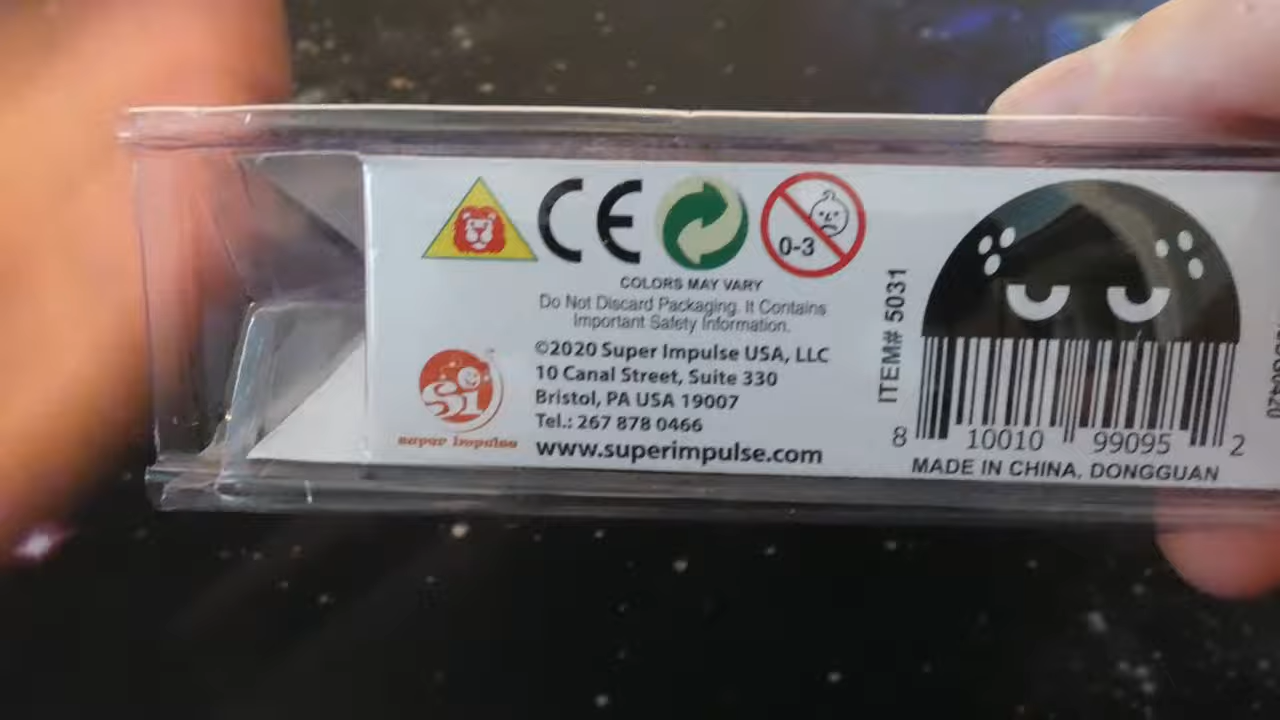 0-3
COLORS MAY VARY
Do Not Discard Packaging. It Contains
Important Safety Information.
©2020 Super Impulse USA, LLC
10 Canal Street, Suite 330
Bristol, PA USA 19007
Tel.: 267 878 0466
www.superimpulse.com
Si
super impulse
ITEM# 5031
8 10010 99095 2
MADE IN CHINA, DONGGUAN